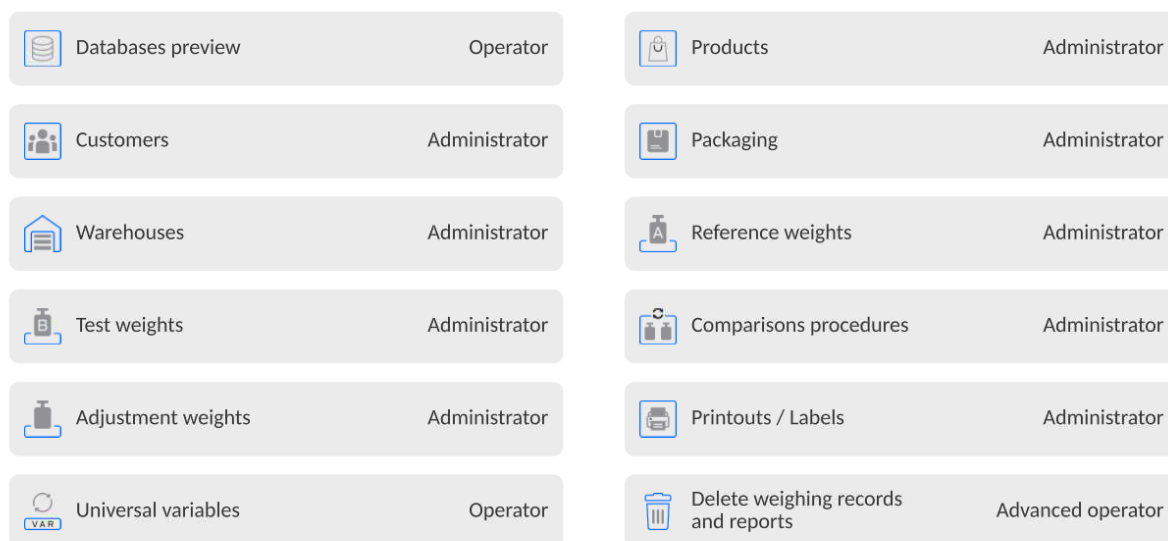 Databases preview Operator
Products Administrator
Customers Administrator
Packaging Administrator
Warehouses Administrator
A Reference weights Administrator
B Test weights Administrator
Comparisons procedures Administrator
Adjustment weights Administrator
Printouts / Labels Administrator
VAR Universal variables Operator
Delete weighing records
and reports Advanced operator